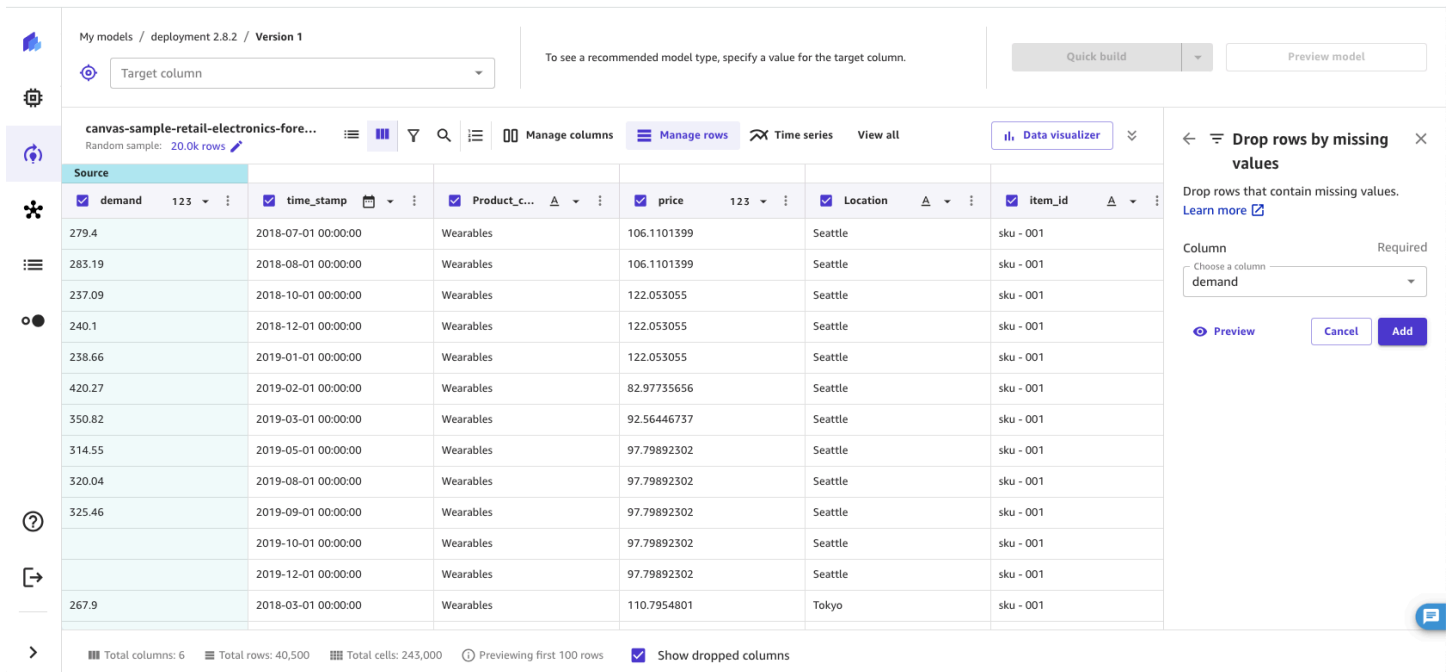 My models / deployment 2.8.2 / Version 1
Target column
To see a recommended model type, specify a value for the target column.
Quick build
Preview model
canvas-sample-retail-electronics-fore...
Random sample: 20.0k rows
Manage columns
Manage rows
Time series
View all
Data visualizer
Source
demand 123
time_stamp
Product_c... A
price 123
Location A
item_id A
279.4 2018-07-01 00:00:00 Wearables 106.1101399 Seattle sku - 001
283.19 2018-08-01 00:00:00 Wearables 106.1101399 Seattle sku - 001
237.09 2018-10-01 00:00:00 Wearables 122.053055 Seattle sku - 001
240.1 2018-12-01 00:00:00 Wearables 122.053055 Seattle sku - 001
238.66 2019-01-01 00:00:00 Wearables 122.053055 Seattle sku - 001
420.27 2019-02-01 00:00:00 Wearables 82.97735656 Seattle sku - 001
350.82 2019-03-01 00:00:00 Wearables 92.56446737 Seattle sku - 001
314.55 2019-05-01 00:00:00 Wearables 97.79892302 Seattle sku - 001
320.04 2019-08-01 00:00:00 Wearables 97.79892302 Seattle sku - 001
325.46 2019-09-01 00:00:00 Wearables 97.79892302 Seattle sku - 001
2019-10-01 00:00:00 Wearables 97.79892302 Seattle sku - 001
2019-12-01 00:00:00 Wearables 97.79892302 Seattle sku - 001
267.9 2018-03-01 00:00:00 Wearables 110.7954801 Tokyo sku - 001
Total columns: 6
Total rows: 40,500
Total cells: 243,000
Previewing first 100 rows
Show dropped columns
Drop rows by missing
values
Drop rows that contain missing values.
Learn more
Column Required
Choose a column
demand
Preview
Cancel
Add